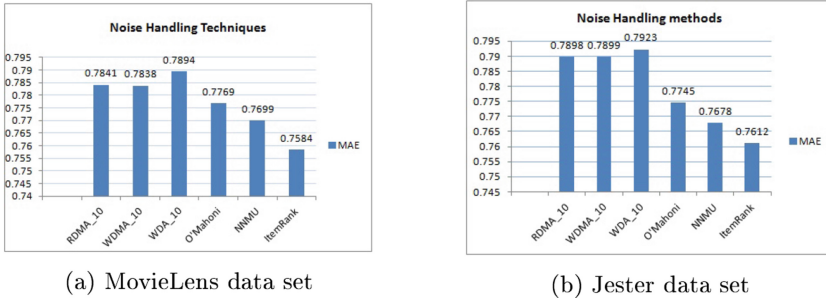 Noise Handling Techniques
0.795
0.79
0.785
0.78
0.775
0.77
0.765
0.76
0.755
0.75
0.745
0.74
0.7841
0.7838
0.7894
0.7769
0.7699
0.7584
RDMA_10
WDMA_10
WDA_10
O'Mahoni
NNMU
ItemRank
MAE
(a) MovieLens data set
Noise Handling methods
0.795
0.79
0.785
0.78
0.775
0.77
0.765
0.76
0.755
0.75
0.745
0.7898
0.7899
0.7923
0.7745
0.7678
0.7612
RDMA_10
WDMA_10
WDA_10
O'Mahoni
NNMU
ItemRank
MAE
(b) Jester data set